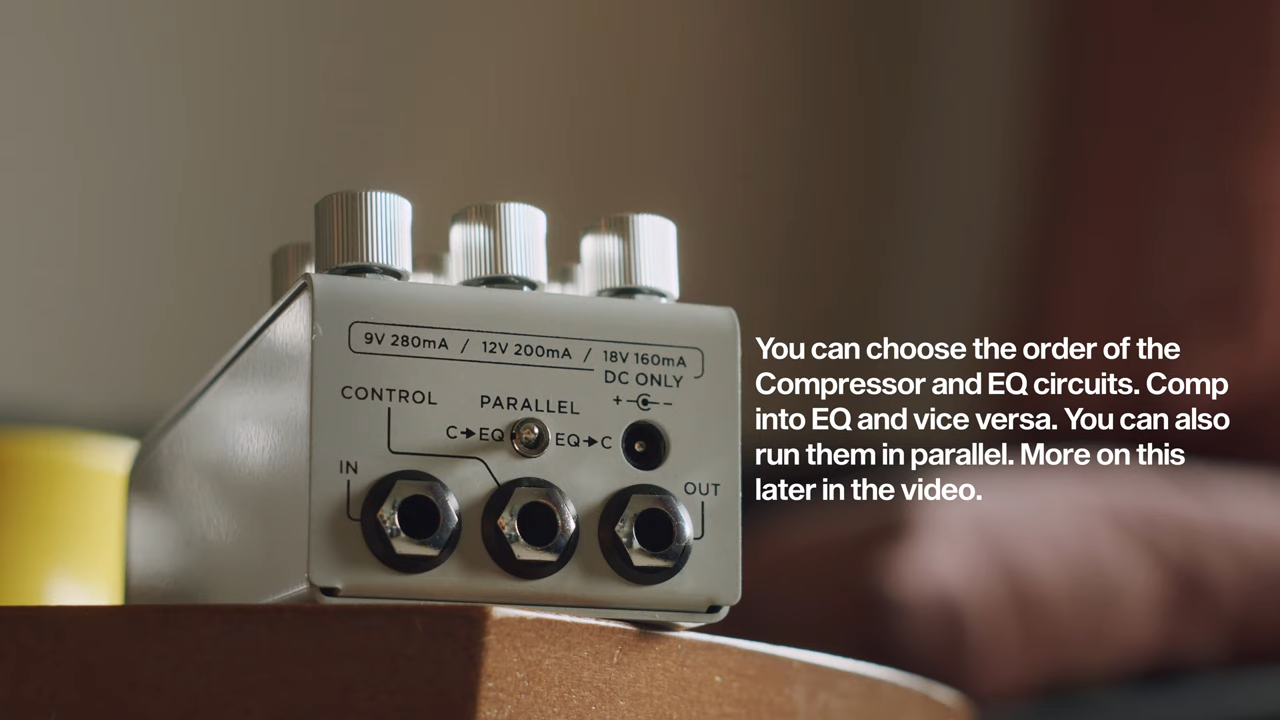 9V 280mA / 12V 200mA / 18V 160mA
DC ONLY
CONTROL
PARALLEL
C➔EQ
EQ➔C
IN
OUT
You can choose the order of the
Compressor and EQ circuits. Comp
into EQ and vice versa. You can also
run them in parallel. More on this
later in the video.